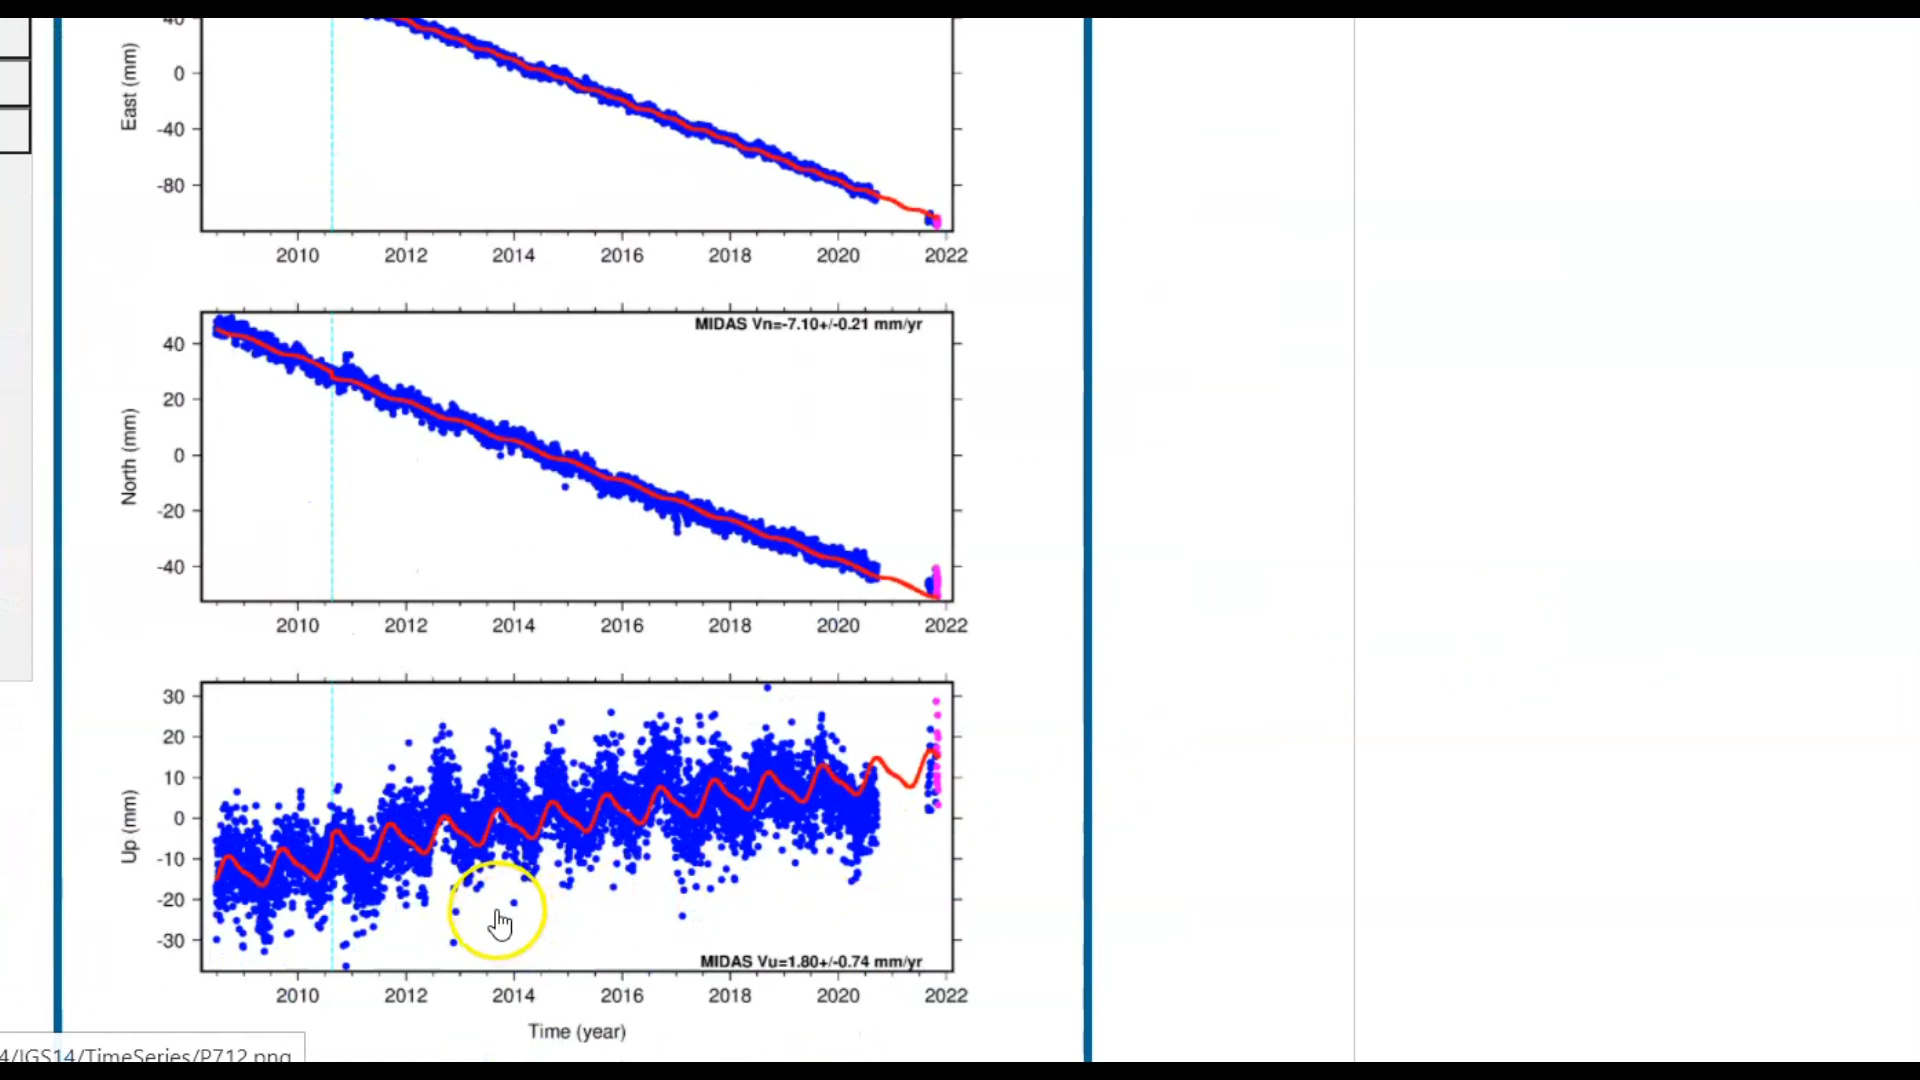 40
0
-40
-80
East (mm)
2010 2012 2014 2016 2018 2020 2022
MIDAS Vn=-7.10+/-0.21 mm/yr
40
20
0
-20
-40
North (mm)
2010 2012 2014 2016 2018 2020 2022
30
20
10
0
-10
-20
-30
Up (mm)
MIDAS Vu=1.80+/-0.74 mm/yr
2010 2012 2014 2016 2018 2020 2022
Time (year)
4/IGS14/TimeSeries/P712.png